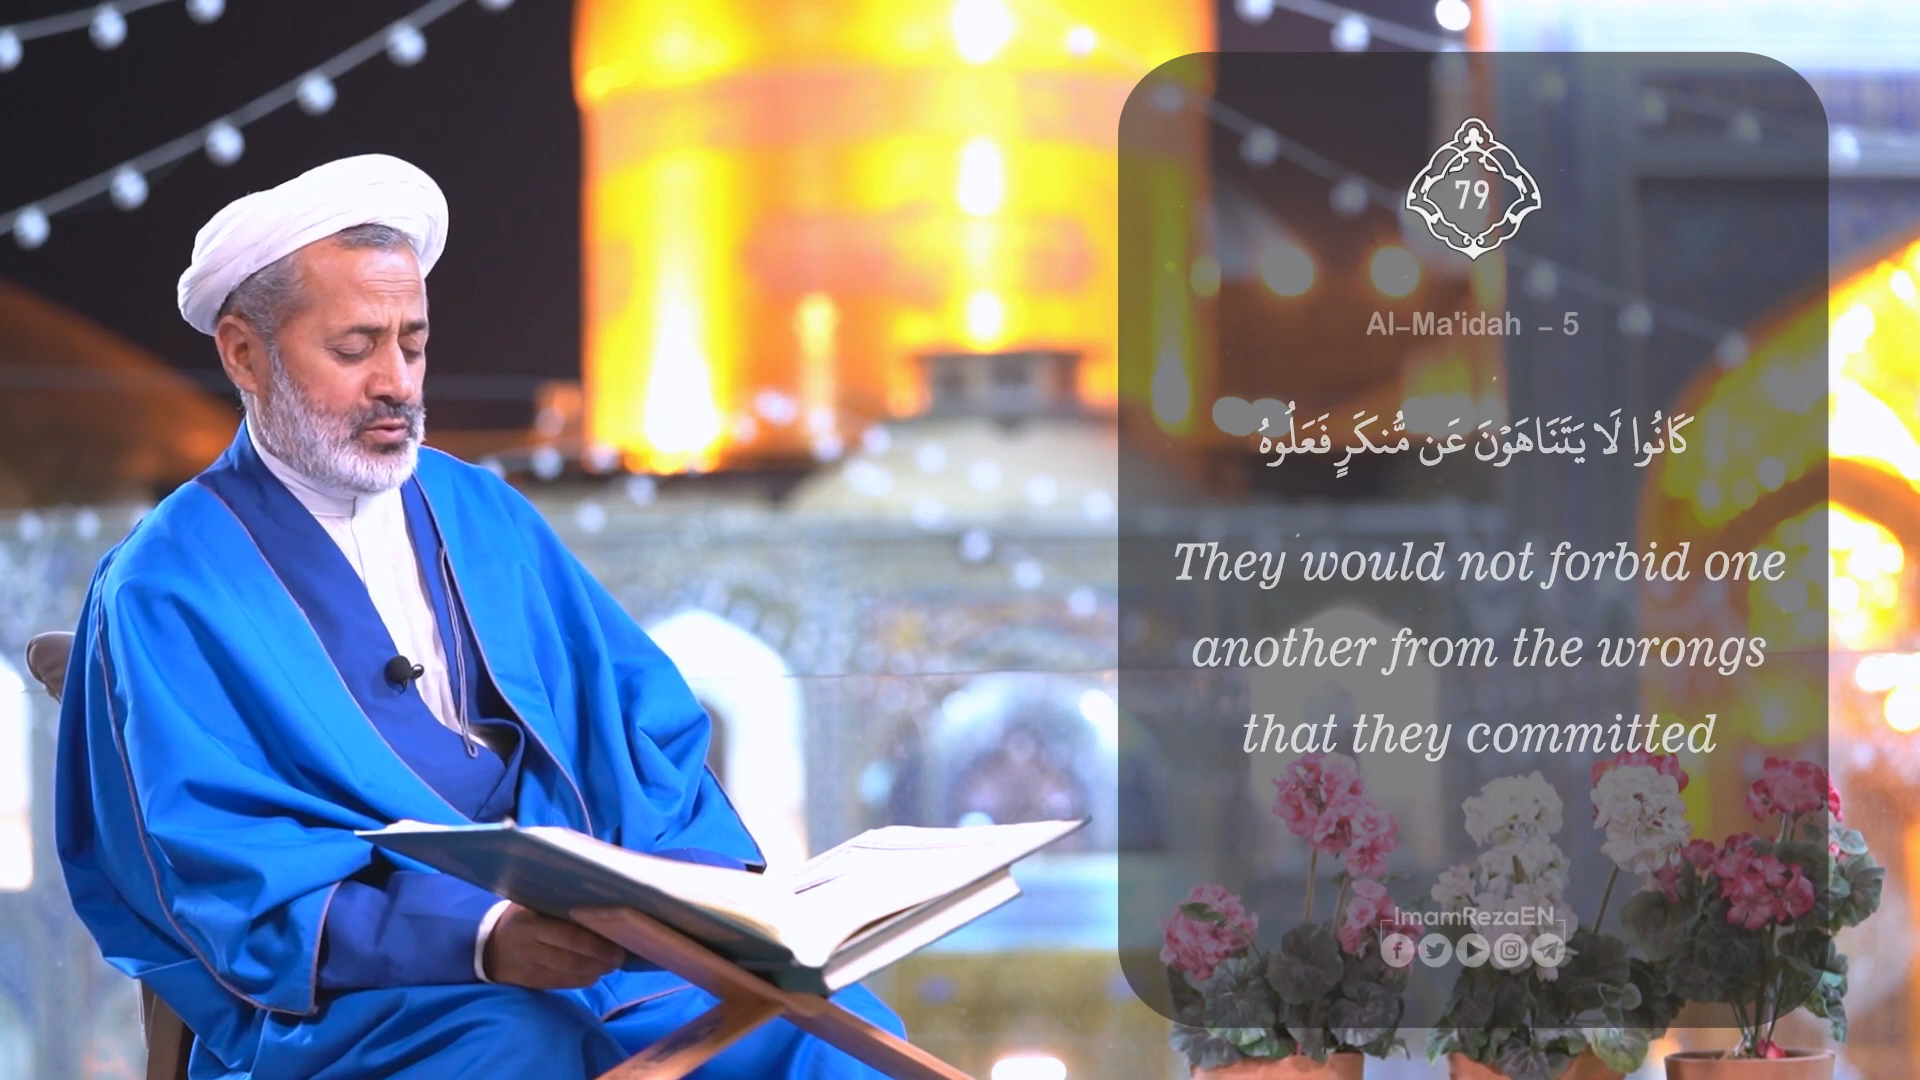 79
Al-Ma'idah - 5
كَانُوا لَا يَتَنَاهَوْنَ عَن مُّنكَرٍ فَعَلُوهُ
They would not forbid one
another from the wrongs
that they committed
ImamRezaEN